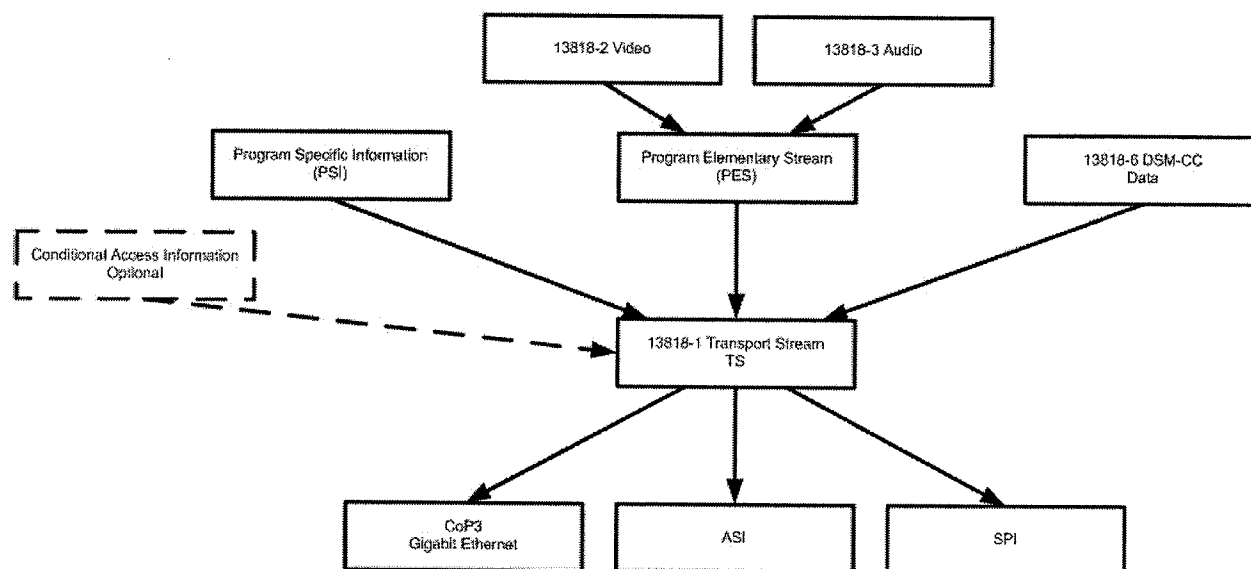 13818-2 Video
13818-3 Audio
Program Specific Information
(PSI)
Program Elementary Stream
(PES)
13818-6 DSM-CC
Data
Conditional Access Information
Optional
13818-1 Transport Stream
TS
CoP3
Gigabit Ethernet
ASI
SPI